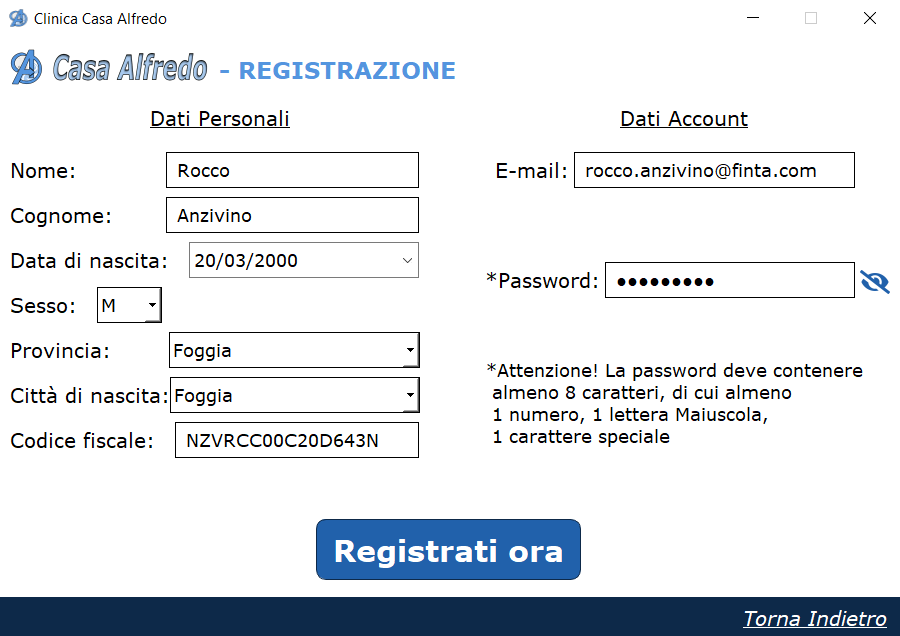 Clinica Casa Alfredo
Casa Alfredo - REGISTRAZIONE
Dati Personali
Nome: Rocco
Cognome: Anzivino
Data di nascita: 20/03/2000
Sesso: M
Provincia: Foggia
Città di nascita: Foggia
Codice fiscale: NZVRCC00C20D643N
Dati Account
E-mail: rocco.anzivino@finta.com
*Password: ●●●●●●●●●
*Attenzione! La password deve contenere
almeno 8 caratteri, di cui almeno
1 numero, 1 lettera Maiuscola,
1 carattere speciale
Registrati ora
Torna Indietro